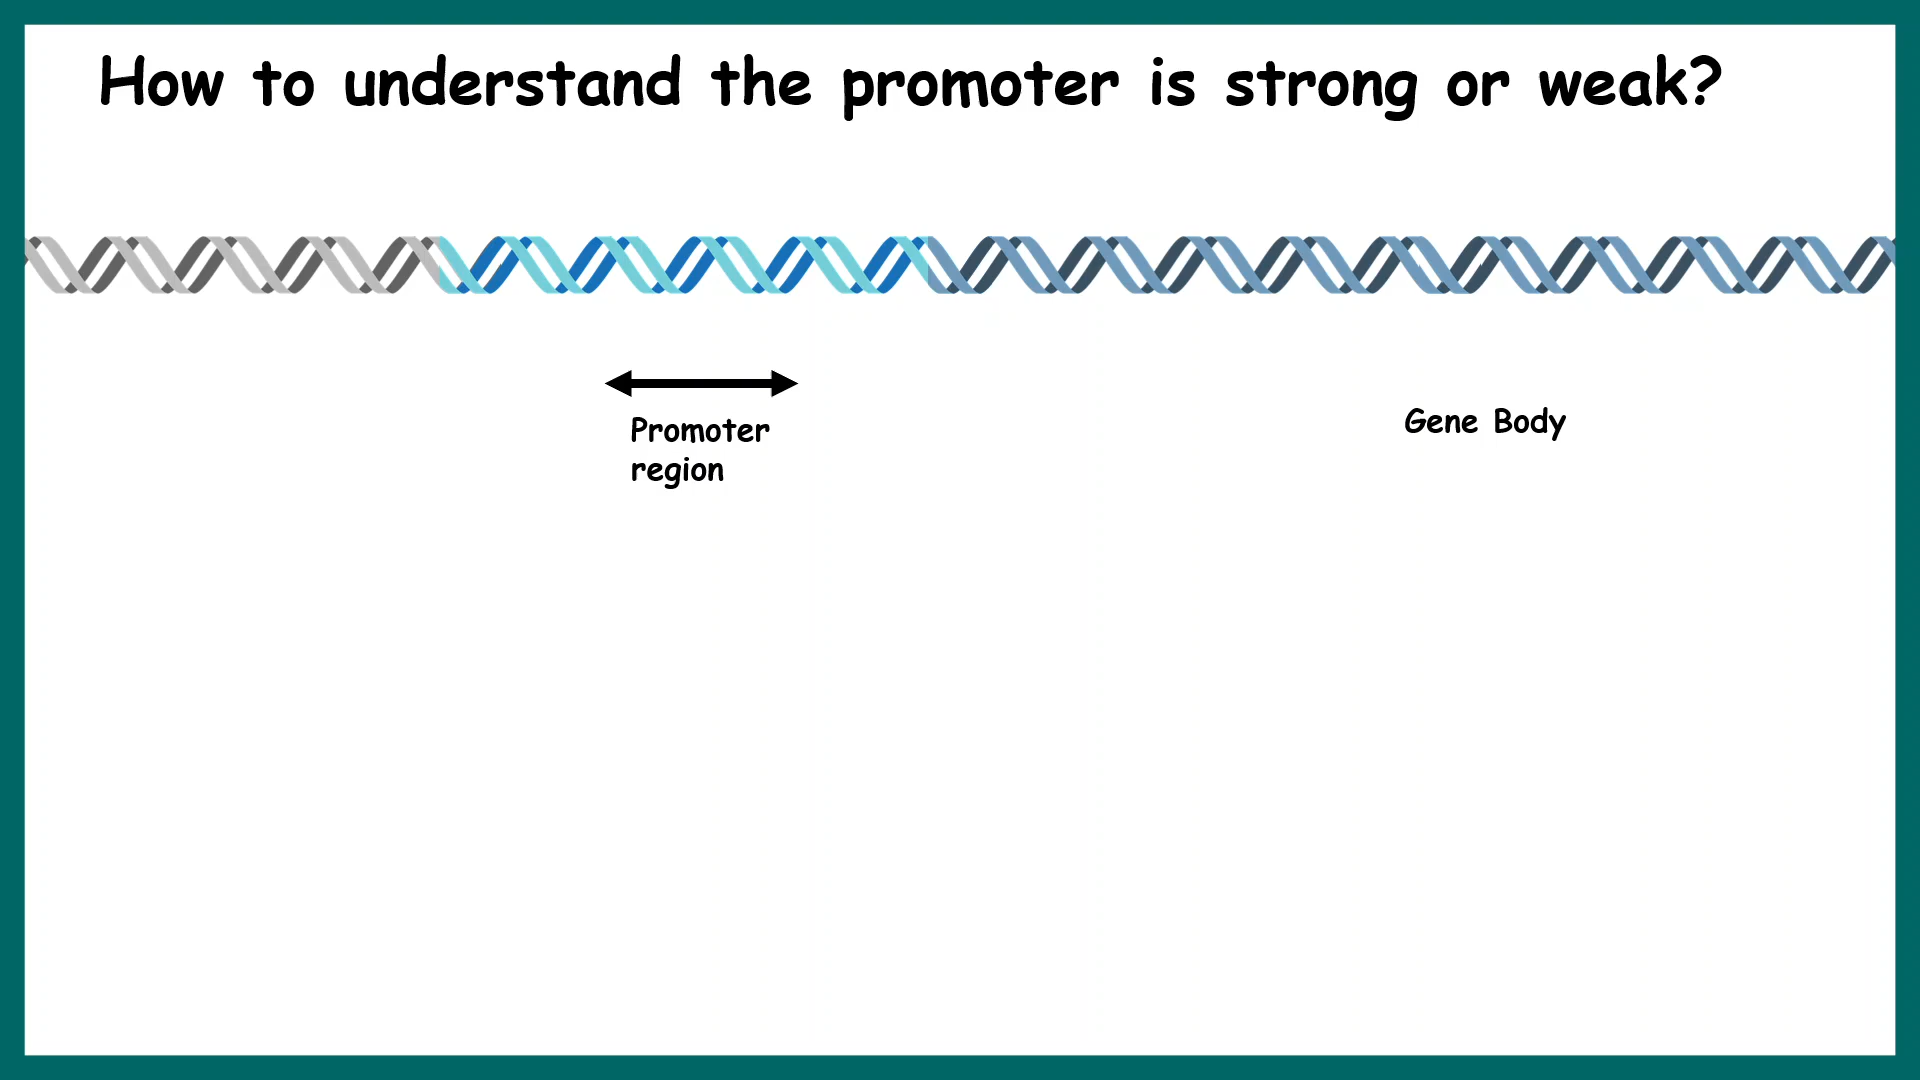 How to understand the promoter is strong or weak?
Promoter
region
Gene Body